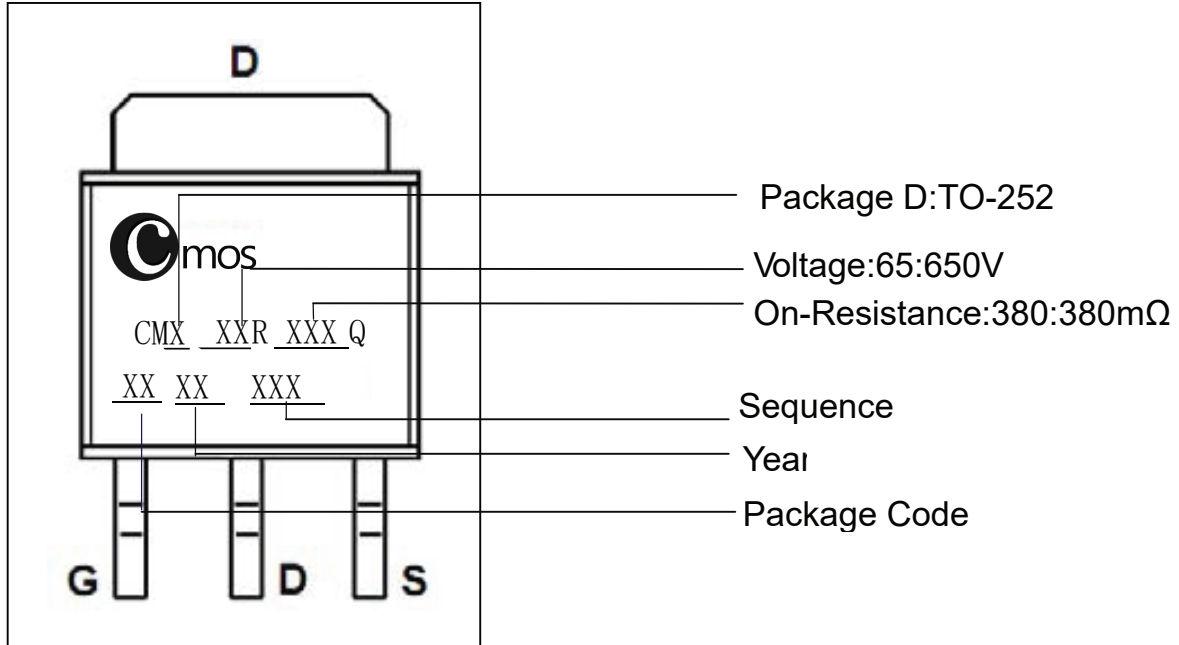 D
Cmos
CMX XXR XXX Q
XX XX XXX
G D S
Package D:TO-252
Voltage:65:650V
On-Resistance:380:380mΩ
Sequence
Year
Package Code